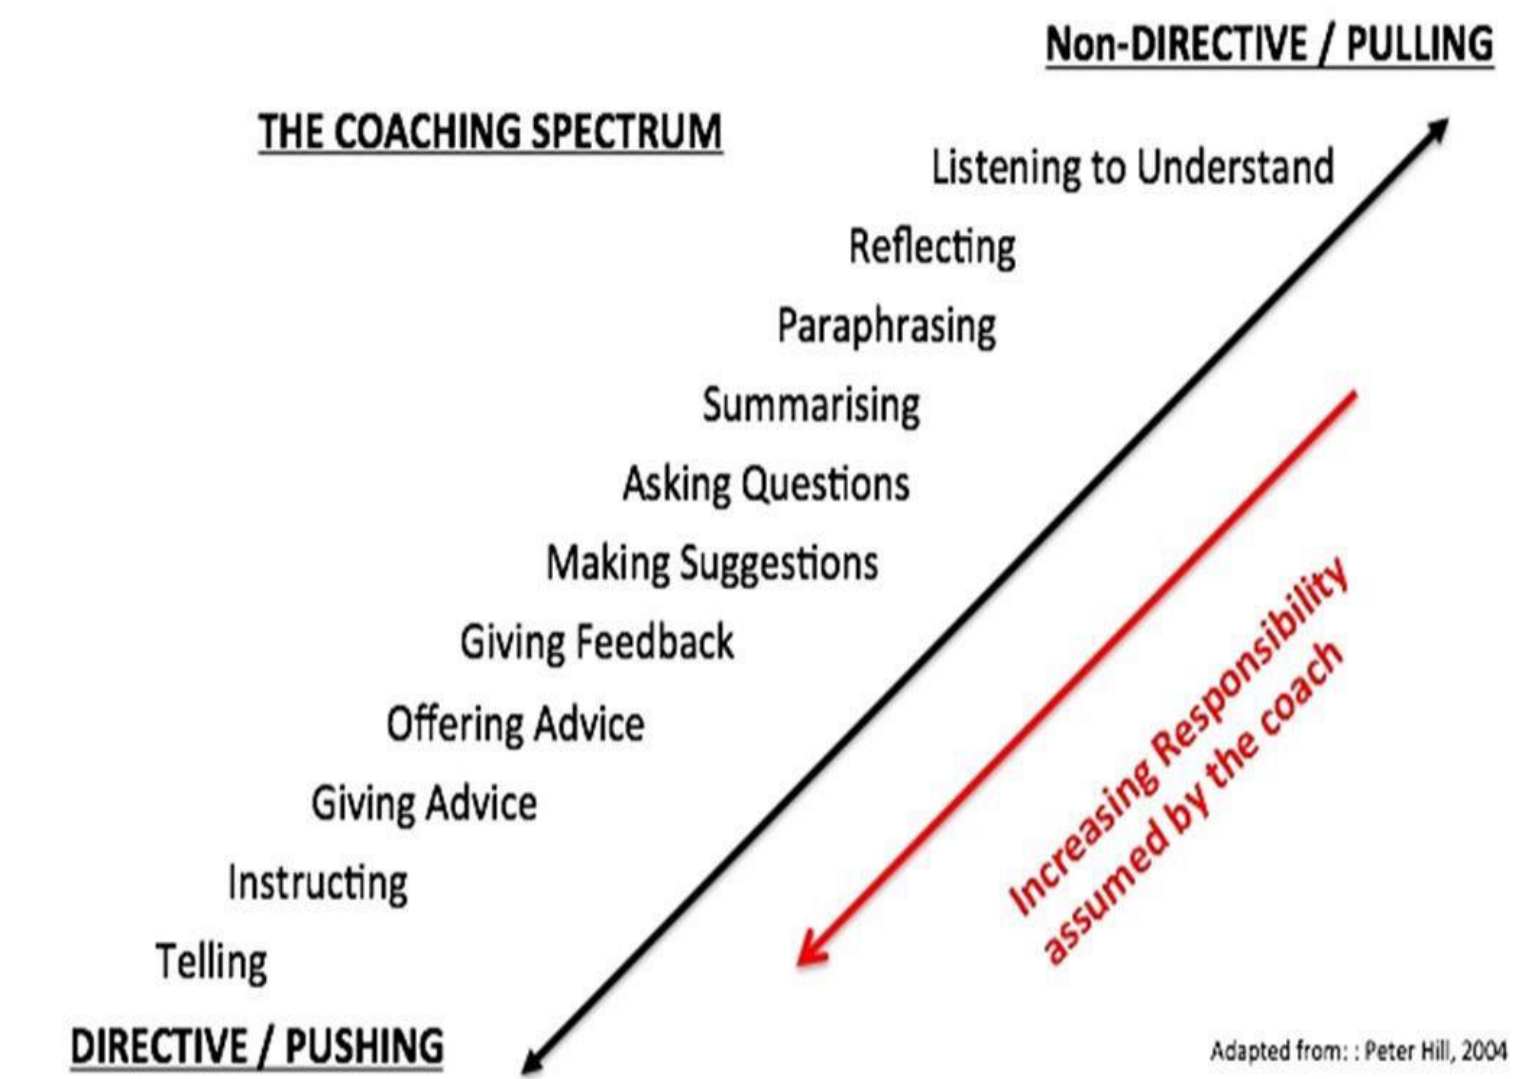 Non-DIRECTIVE / PULLING
THE COACHING SPECTRUM
Listening to Understand
Reflecting
Paraphrasing
Summarising
Asking Questions
Making Suggestions
Giving Feedback
Offering Advice
Giving Advice
Instructing
Telling
DIRECTIVE / PUSHING
Increasing Responsibility
assumed by the coach
Adapted from: : Peter Hill, 2004